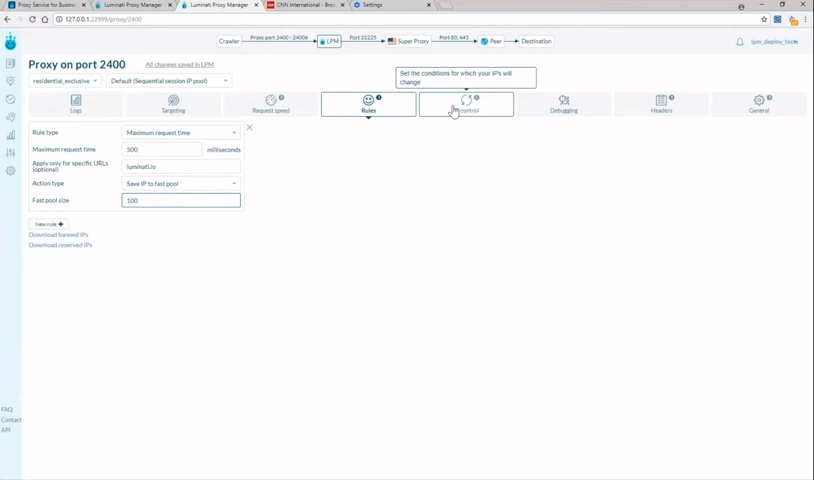 Proxy Service for Busine
Luminati Proxy Manager
Luminati Proxy Manager
CNN International - Bre
Settings
127.0.0.1:22999/proxy/2400
Crawler
Proxy port 2400 - 24006
LPM
Port 22225
Super Proxy
Port 80, 443
Peer
Destination
lpm_deploy_test
Proxy on port 2400
All changes saved in LPM
residential_exclusive
Default (Sequential session IP pool)
Set the conditions for which your IPs will
change
Logs
Targeting
Request speed
Rules
control
Debugging
Headers
General
Rule type
Maximum request time
Maximum request time
500
milliseconds
Apply only for specific URLs
(optional)
luminati.io
Action type
Save IP to fast pool
Fast pool size
100
New rule +
Download banned IPs
Download reserved IPs
FAQ
Contact
API